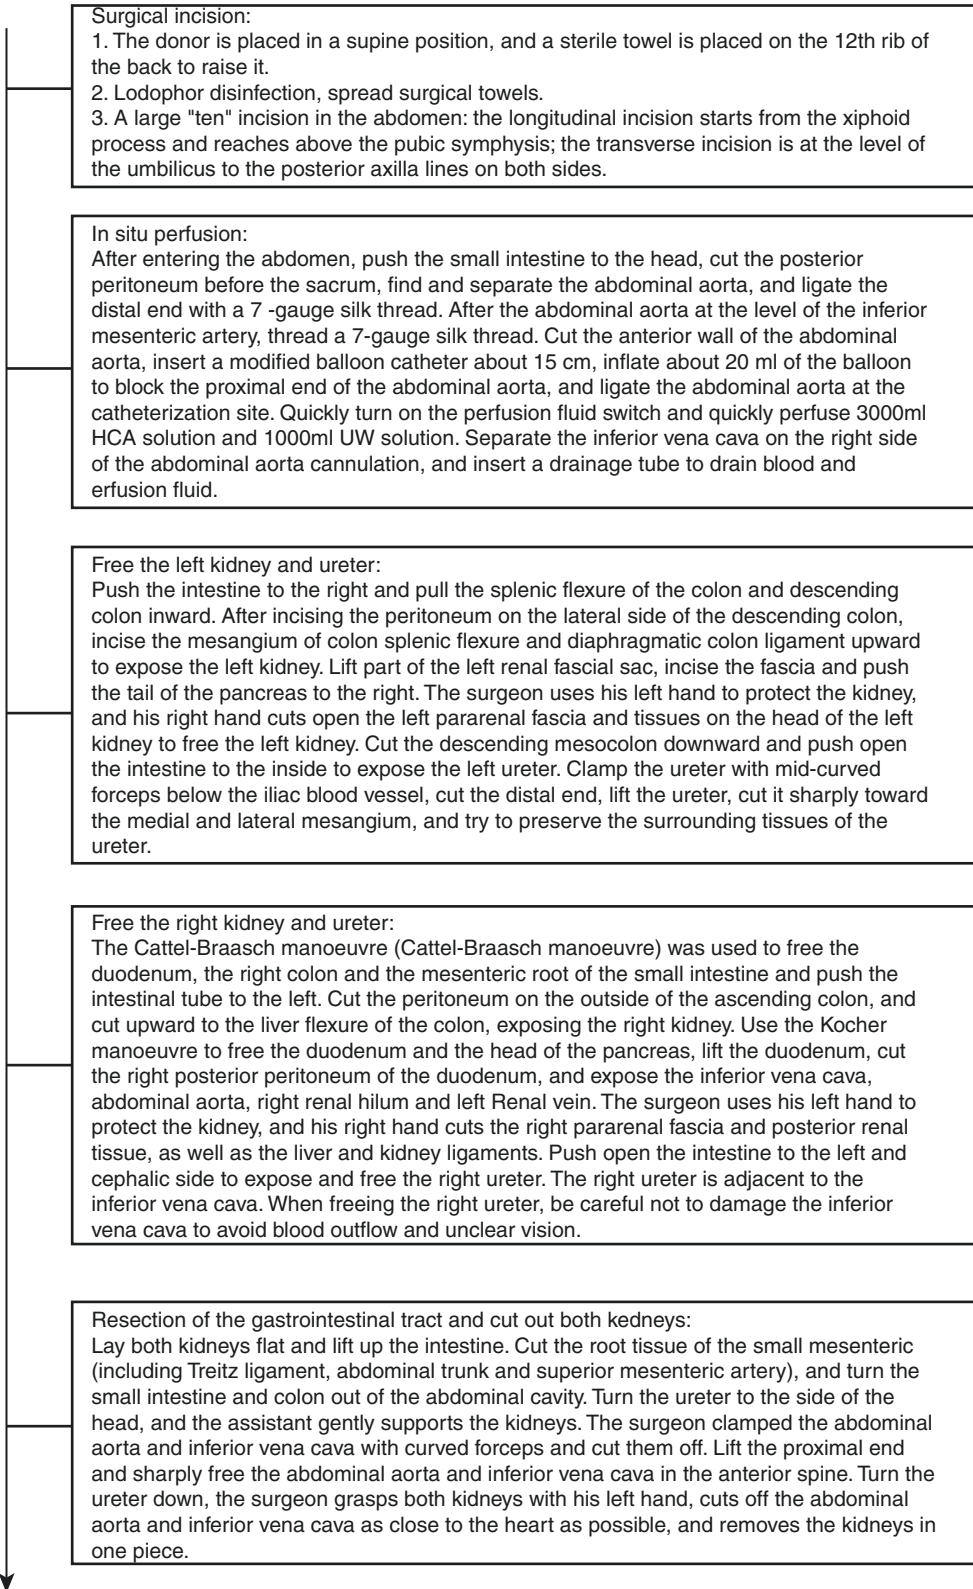 Surgical incision:
1. The donor is placed in a supine position, and a sterile towel is placed on the 12th rib of
the back to raise it.
2. Lodophor disinfection, spread surgical towels.
3. A large "ten" incision in the abdomen: the longitudinal incision starts from the xiphoid
process and reaches above the pubic symphysis; the transverse incision is at the level of
the umbilicus to the posterior axilla lines on both sides.
In situ perfusion:
After entering the abdomen, push the small intestine to the head, cut the posterior
peritoneum before the sacrum, find and separate the abdominal aorta, and ligate the
distal end with a 7 -gauge silk thread. After the abdominal aorta at the level of the inferior
mesenteric artery, thread a 7-gauge silk thread. Cut the anterior wall of the abdominal
aorta, insert a modified balloon catheter about 15 cm, inflate about 20 ml of the balloon
to block the proximal end of the abdominal aorta, and ligate the abdominal aorta at the
catheterization site. Quickly turn on the perfusion fluid switch and quickly perfuse 3000ml
HCA solution and 1000ml UW solution. Separate the inferior vena cava on the right side
of the abdominal aorta cannulation, and insert a drainage tube to drain blood and
erfusion fluid.
Free the left kidney and ureter:
Push the intestine to the right and pull the splenic flexure of the colon and descending
colon inward. After incising the peritoneum on the lateral side of the descending colon,
incise the mesangium of colon splenic flexure and diaphragmatic colon ligament upward
to expose the left kidney. Lift part of the left renal fascial sac, incise the fascia and push
the tail of the pancreas to the right. The surgeon uses his left hand to protect the kidney,
and his right hand cuts open the left pararenal fascia and tissues on the head of the left
kidney to free the left kidney. Cut the descending mesocolon downward and push open
the intestine to the inside to expose the left ureter. Clamp the ureter with mid-curved
forceps below the iliac blood vessel, cut the distal end, lift the ureter, cut it sharply toward
the medial and lateral mesangium, and try to preserve the surrounding tissues of the
ureter.
Free the right kidney and ureter:
The Cattel-Braasch manoeuvre (Cattel-Braasch manoeuvre) was used to free the
duodenum, the right colon and the mesenteric root of the small intestine and push the
intestinal tube to the left. Cut the peritoneum on the outside of the ascending colon, and
cut upward to the liver flexure of the colon, exposing the right kidney. Use the Kocher
manoeuvre to free the duodenum and the head of the pancreas, lift the duodenum, cut
the right posterior peritoneum of the duodenum, and expose the inferior vena cava,
abdominal aorta, right renal hilum and left Renal vein. The surgeon uses his left hand to
protect the kidney, and his right hand cuts the right pararenal fascia and posterior renal
tissue, as well as the liver and kidney ligaments. Push open the intestine to the left and
cephalic side to expose and free the right ureter. The right ureter is adjacent to the
inferior vena cava. When freeing the right ureter, be careful not to damage the inferior
vena cava to avoid blood outflow and unclear vision.
Resection of the gastrointestinal tract and cut out both kedneys:
Lay both kidneys flat and lift up the intestine. Cut the root tissue of the small mesenteric
(including Treitz ligament, abdominal trunk and superior mesenteric artery), and turn the
small intestine and colon out of the abdominal cavity. Turn the ureter to the side of the
head, and the assistant gently supports the kidneys. The surgeon clamped the abdominal
aorta and inferior vena cava with curved forceps and cut them off. Lift the proximal end
and sharply free the abdominal aorta and inferior vena cava in the anterior spine. Turn the
ureter down, the surgeon grasps both kidneys with his left hand, cuts off the abdominal
aorta and inferior vena cava as close to the heart as possible, and removes the kidneys in
one piece.